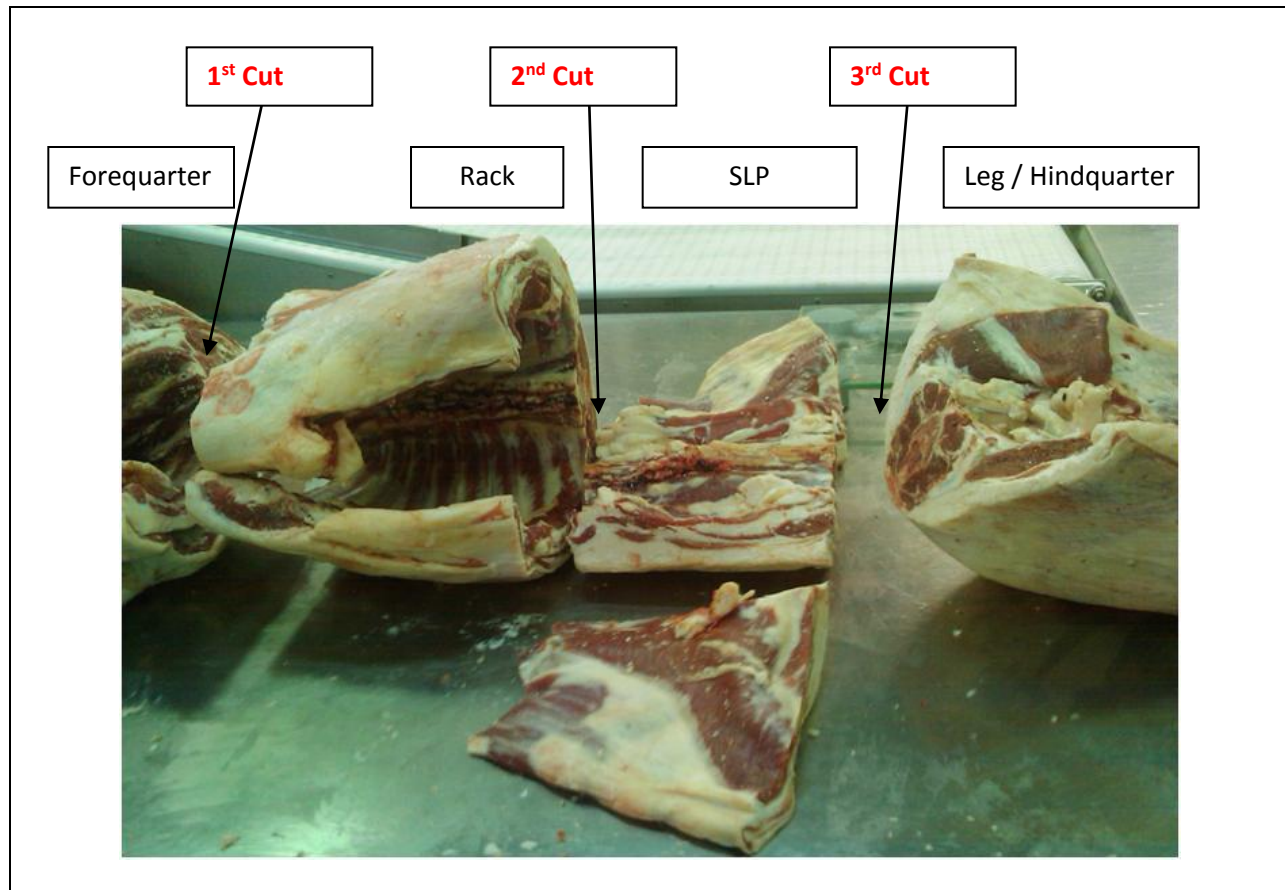 1st Cut
2nd Cut
3rd Cut
Forequarter
Rack
SLP
Leg / Hindquarter